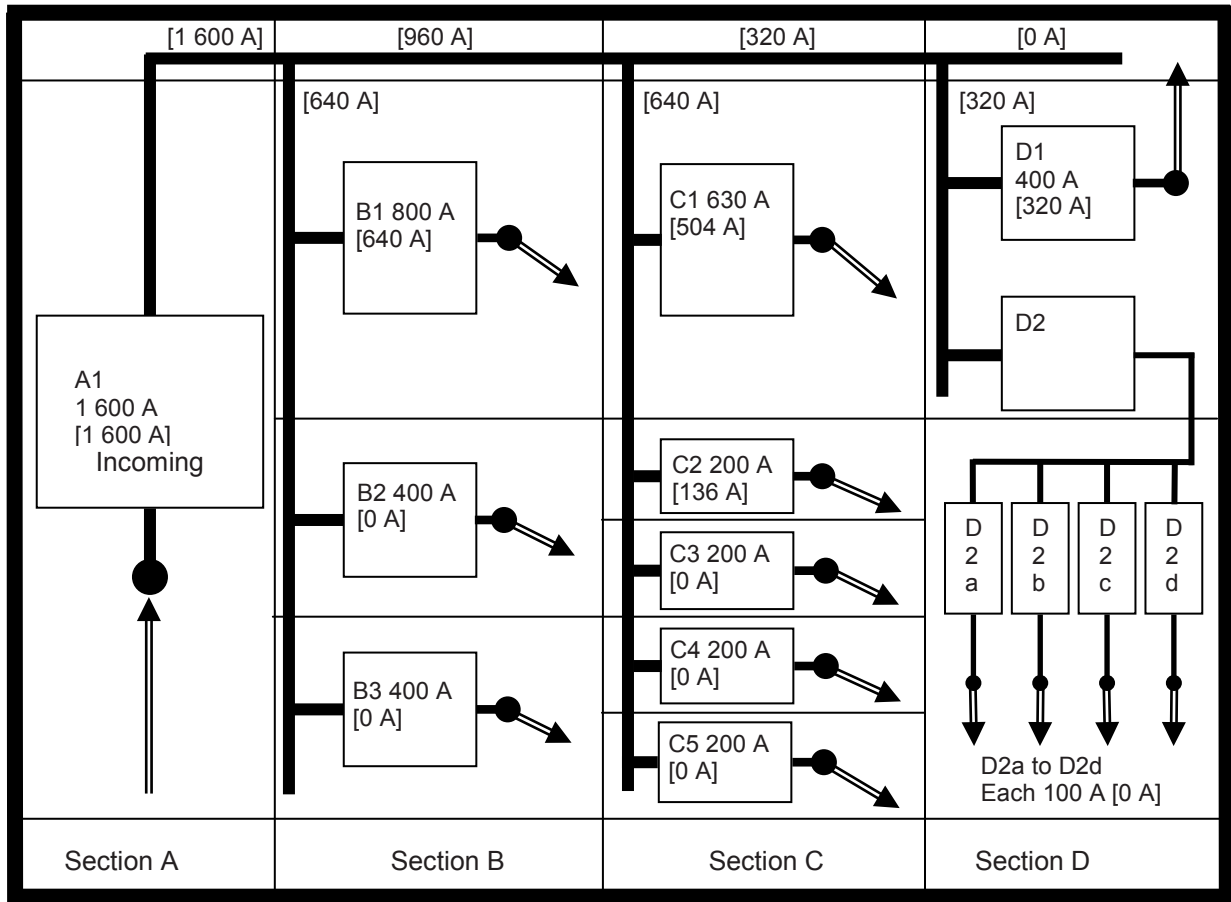 [1 600 A]
[960 A]
[320 A]
[0 A]
[640 A]
[640 A]
[320 A]
A1
1 600 A
[1 600 A]
Incoming
B1 800 A
[640 A]
B2 400 A
[0 A]
B3 400 A
[0 A]
C1 630 A
[504 A]
C2 200 A
[136 A]
C3 200 A
[0 A]
C4 200 A
[0 A]
C5 200 A
[0 A]
D1
400 A
[320 A]
D2
D
2
a
D
2
b
D
2
c
D
2
d
D2a to D2d
Each 100 A [0 A]
Section A
Section B
Section C
Section D